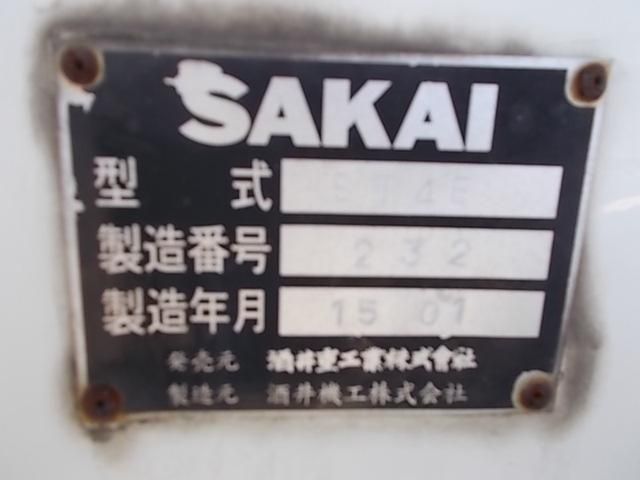 SAKAI
型式
製造番号 232
製造年月 15 01
発売元 酒井重工業株式会社
製造元 酒井機工株式会社